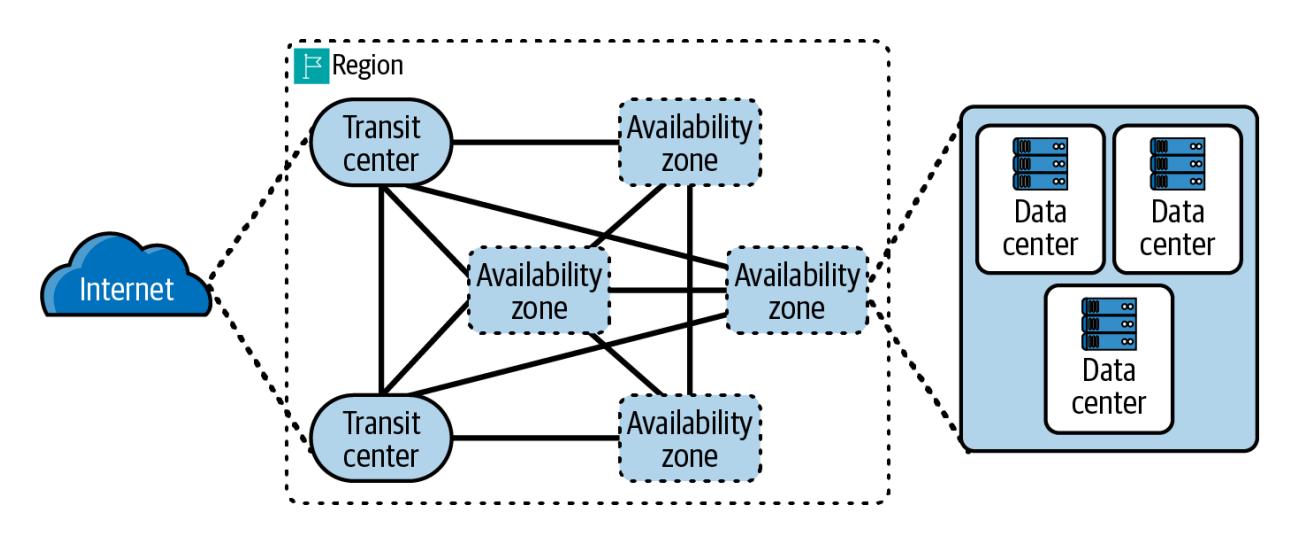 Region
Transit
center
Availability
zone
Data
center
Data
center
Internet
Availability
zone
Availability
zone
Data
center
Transit
center
Availability
zone